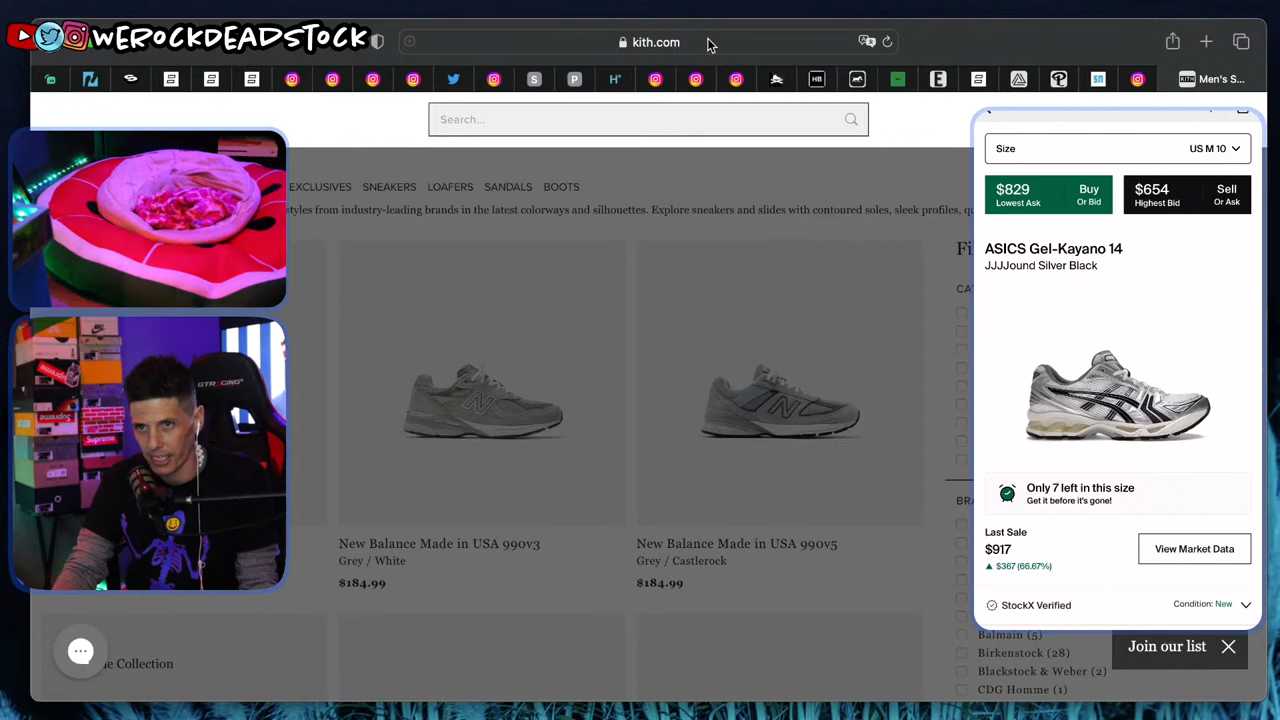 WEROCKDEADSTOCK
kith.com
Men's S...
Search...
EXCLUSIVES SNEAKERS LOAFERS SANDALS BOOTS
styles from industry-leading brands in the latest colorways and silhouettes. Explore sneakers and slides with contoured soles, sleek profiles,
New Balance Made in USA 990v3
Grey / White
$184.99
New Balance Made in USA 990v5
Grey / Castlerock
$184.99
Collection
Balmain (5)
Birkenstock (28)
Blackstock & Weber (2)
CDG Homme (1)
Join our list
Size US M 10
$829 Buy
Lowest Ask Or Bid
$654 Sell
Highest Bid Or Ask
ASICS Gel-Kayano 14
JJJJound Silver Black
Only 7 left in this size
Get it before it's gone!
Last Sale
$917
▲ $367 (66.67%)
View Market Data
StockX Verified
Condition: New
GTRACING
Supreme
Supreme
Supreme